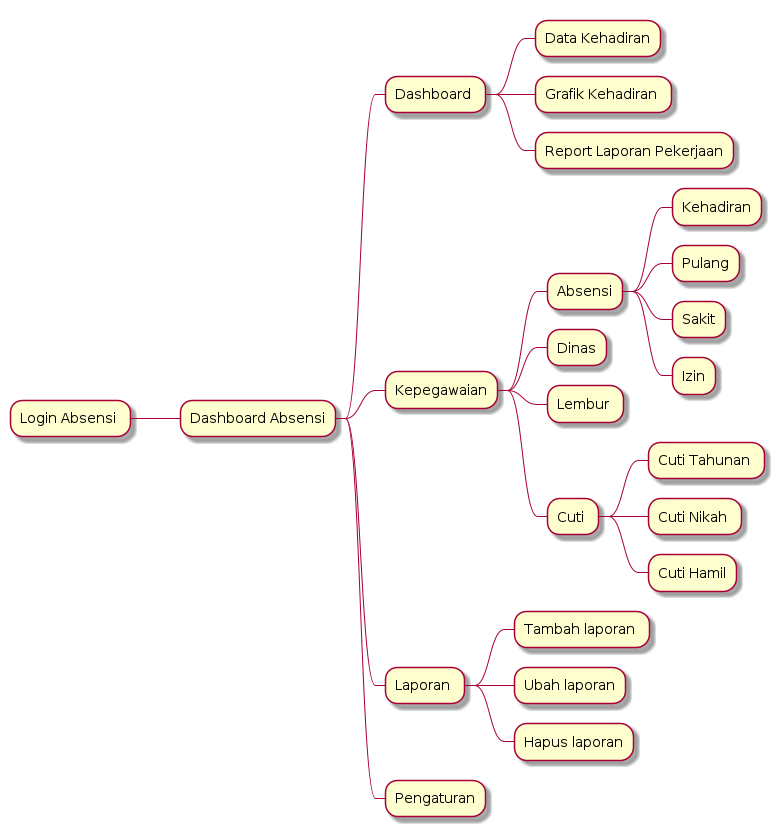 Login Absensi
Dashboard Absensi
Dashboard
Data Kehadiran
Grafik Kehadiran
Report Laporan Pekerjaan
Kepegawaian
Absensi
Kehadiran
Pulang
Sakit
Izin
Dinas
Lembur
Cuti
Cuti Tahunan
Cuti Nikah
Cuti Hamil
Laporan
Tambah laporan
Ubah laporan
Hapus laporan
Pengaturan